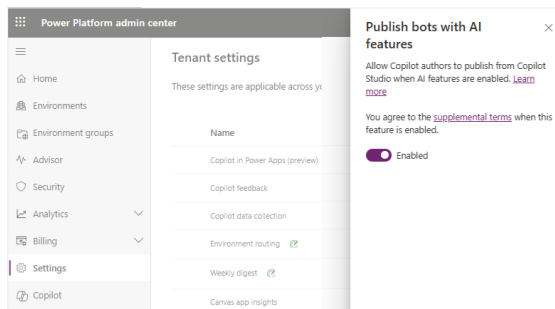 Power Platform admin center
Home
Environments
Environment groups
Advisor
Security
Analytics
Billing
Settings
Copilot
Tenant settings
These settings are applicable across yo
Name
Copilot in Power Apps (preview)
Copilot feedback
Copilot data collection
Environment routing
Weekly digest
Canvas app insights
Publish bots with AI
features
Allow Copilot authors to publish from Copilot
Studio when AI features are enabled. Learn
more
You agree to the supplemental terms when this
feature is enabled.
Enabled